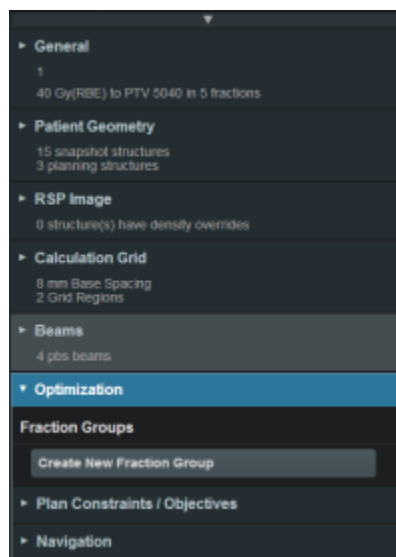 General
1
40 Gy(RBE) to PTV 5040 in 5 fractions
Patient Geometry
15 snapshot structures
3 planning structures
RSP Image
0 structure(s) have density overrides
Calculation Grid
8 mm Base Spacing
2 Grid Regions
Beams
4 pbs beams
Optimization
Fraction Groups
Create New Fraction Group
Plan Constraints / Objectives
Navigation